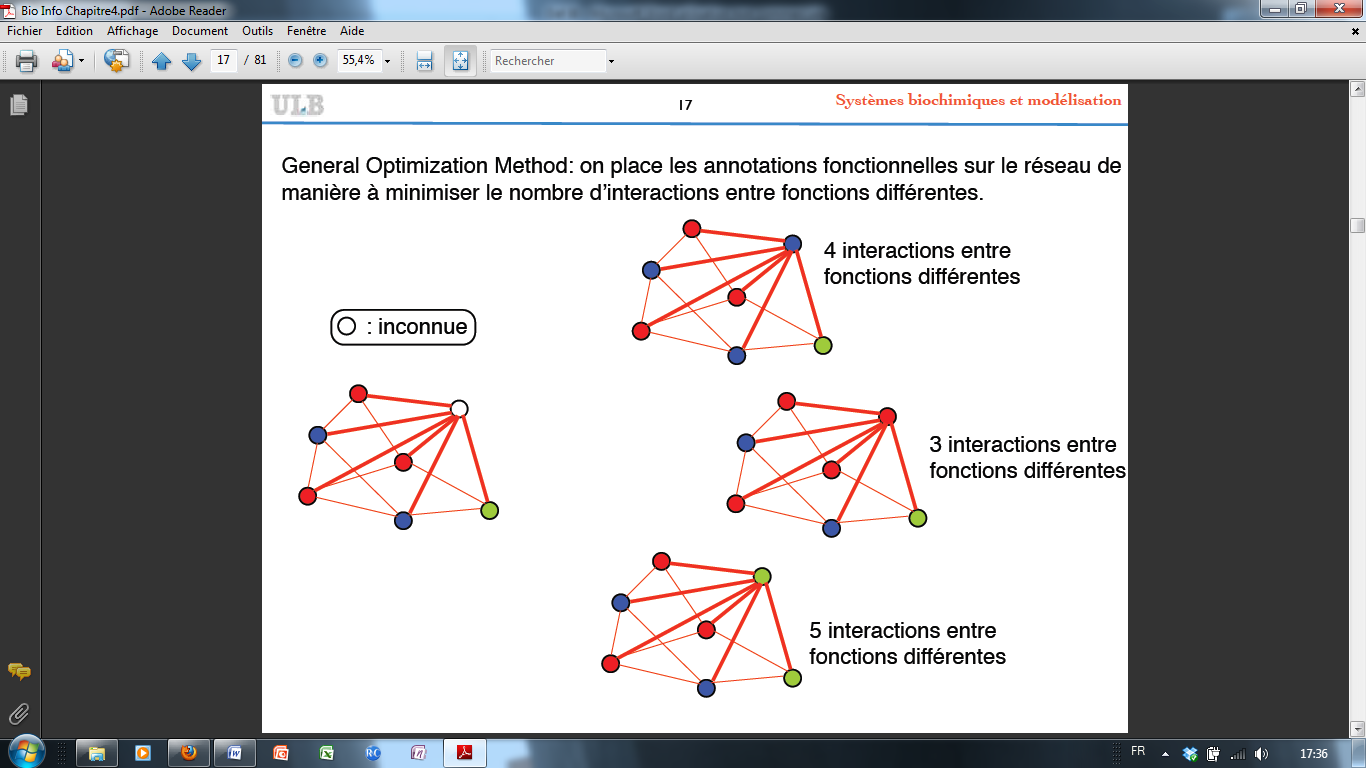 Bio Info Chapitre4.pdf - Adobe Reader
Fichier Edition Affichage Document Outils Fenêtre Aide
17 / 81 55,4% Rechercher
ULB 17 Systèmes biochimiques et modélisation
General Optimization Method: on place les annotations fonctionnelles sur le réseau de
manière à minimiser le nombre d’interactions entre fonctions différentes.
4 interactions entre
fonctions différentes
: inconnue
3 interactions entre
fonctions différentes
5 interactions entre
fonctions différentes
FR 17:36